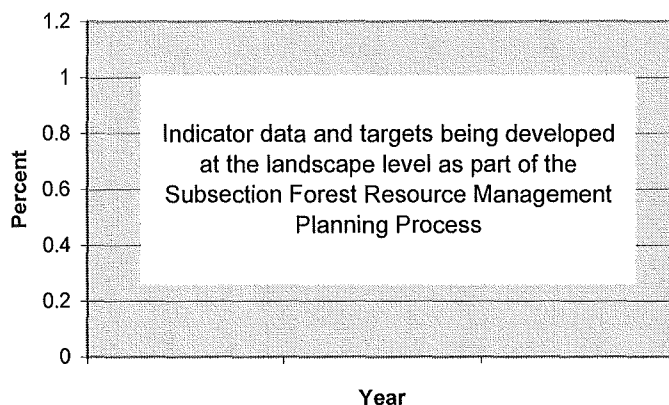 1.2
1
0.8
0.6
0.4
0.2
0
Percent
Indicator data and targets being developed
at the landscape level as part of the
Subsection Forest Resource Management
Planning Process
Year